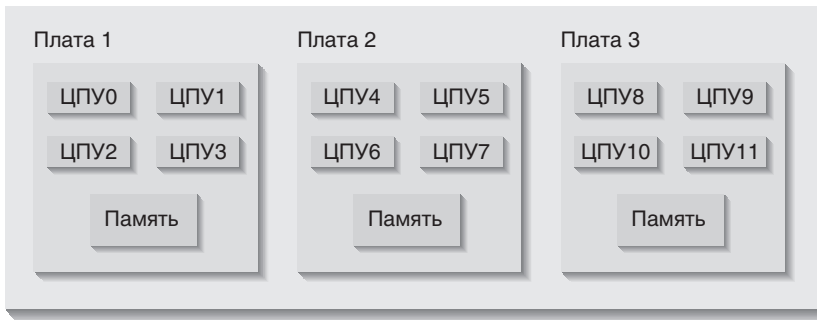 Плата 1
Плата 2
Плата 3
ЦПУ0 ЦПУ1
ЦПУ4 ЦПУ5
ЦПУ8 ЦПУ9
ЦПУ2 ЦПУ3
ЦПУ6 ЦПУ7
ЦПУ10 ЦПУ11
Память
Память
Память